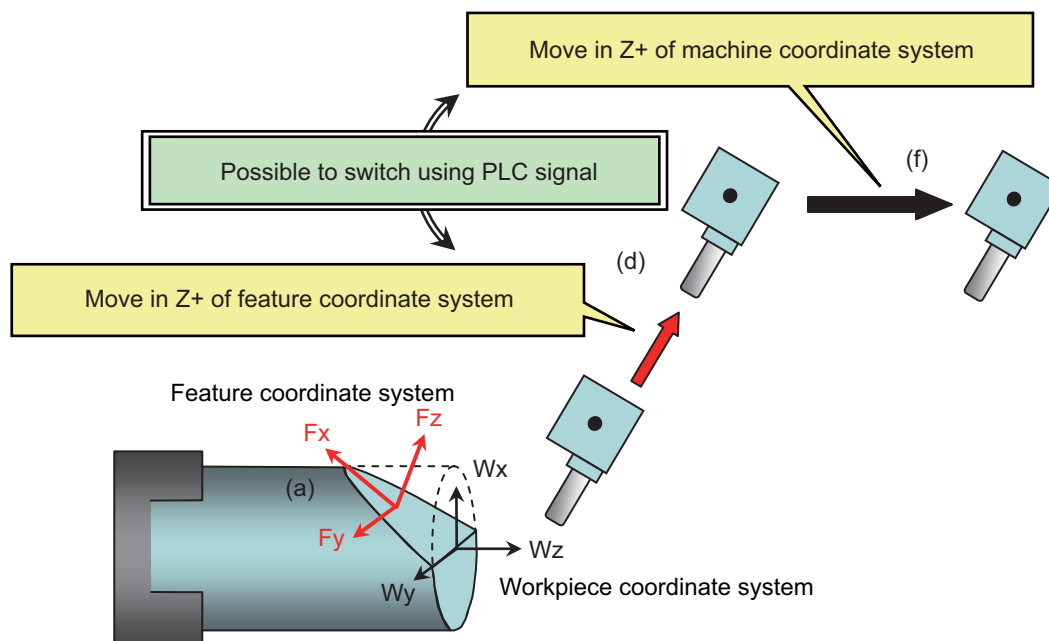 Move in Z+ of machine coordinate system
(f)
Possible to switch using PLC signal
(d)
Move in Z+ of feature coordinate system
Feature coordinate system
Fz
Fx
Wx
(a)
Fy
Wz
Wy
Workpiece coordinate system